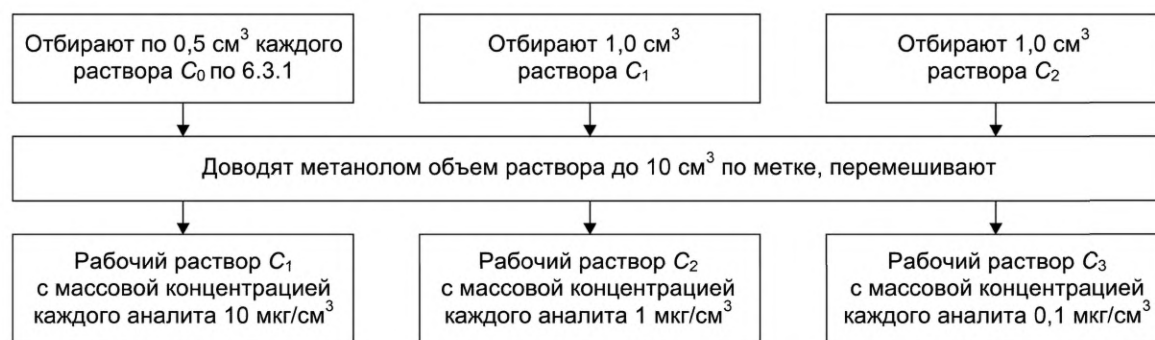 Отбирают по 0,5 см³ каждого
раствора C₀ по 6.3.1
Отбирают 1,0 см³
раствора C₁
Отбирают 1,0 см³
раствора C₂
Доводят метанолом объем раствора до 10 см³ по метке, перемешивают
Рабочий раствор C₁
с массовой концентрацией
каждого аналита 10 мкг/см³
Рабочий раствор C₂
с массовой концентрацией
каждого аналита 1 мкг/см³
Рабочий раствор C₃
с массовой концентрацией
каждого аналита 0,1 мкг/см³